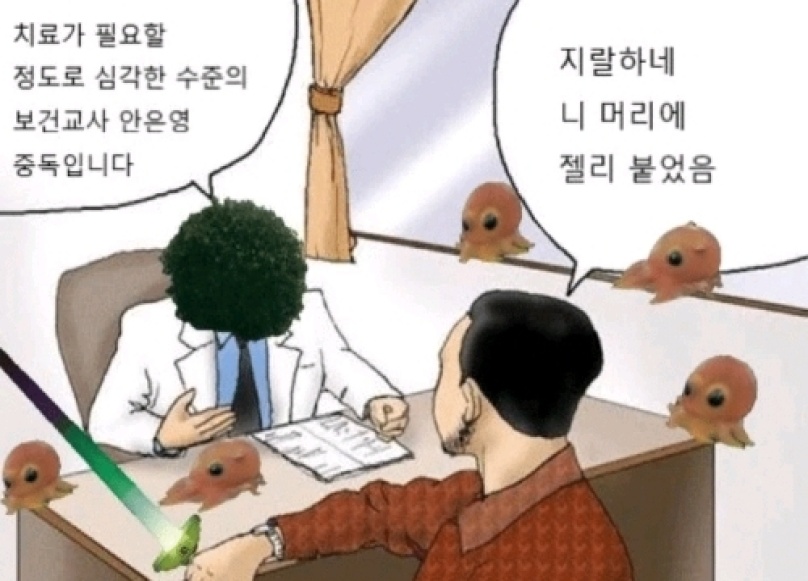 치료가 필요할
정도로 심각한 수준의
보건교사 안은영
중독입니다
지랄하네
니 머리에
젤리 붙었음